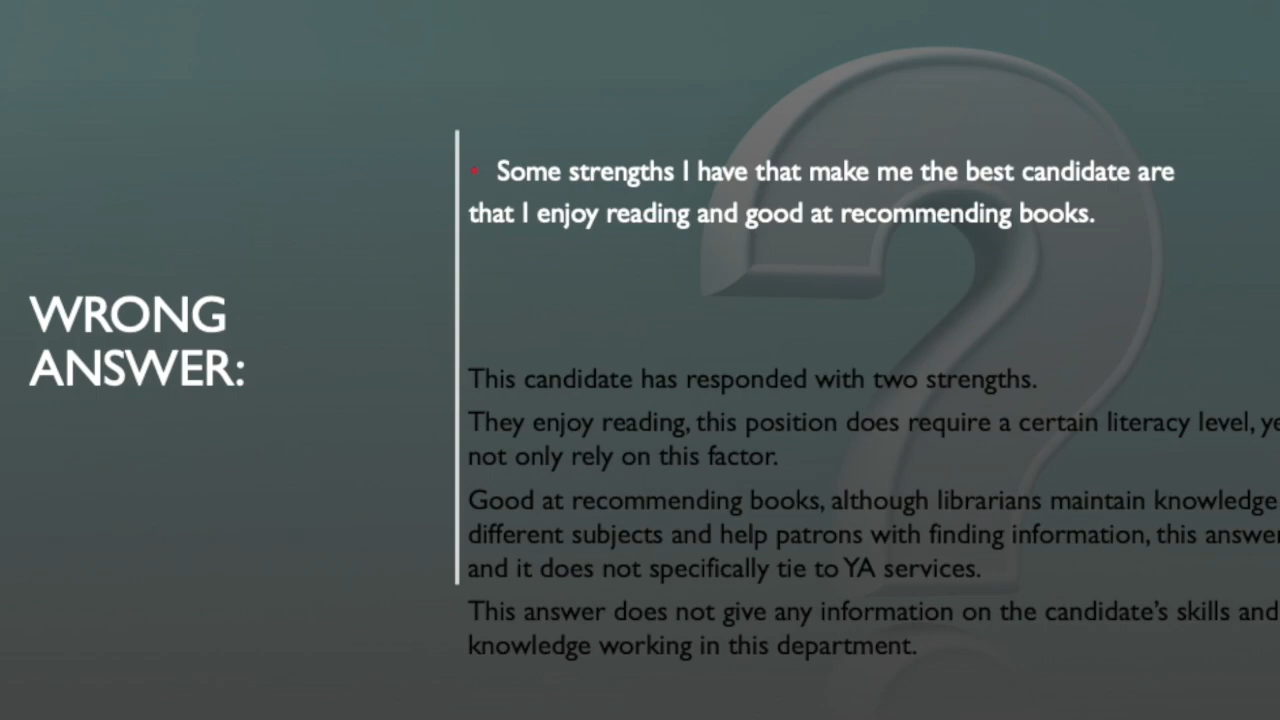 WRONG
ANSWER:
• Some strengths I have that make me the best candidate are
that I enjoy reading and good at recommending books.
This candidate has responded with two strengths.
They enjoy reading, this position does require a certain literacy level,
not only rely on this factor.
Good at recommending books, although librarians maintain knowledge
different subjects and help patrons with finding information, this answer
and it does not specifically tie to YA services.
This answer does not give any information on the candidate's skills and
knowledge working in this department.